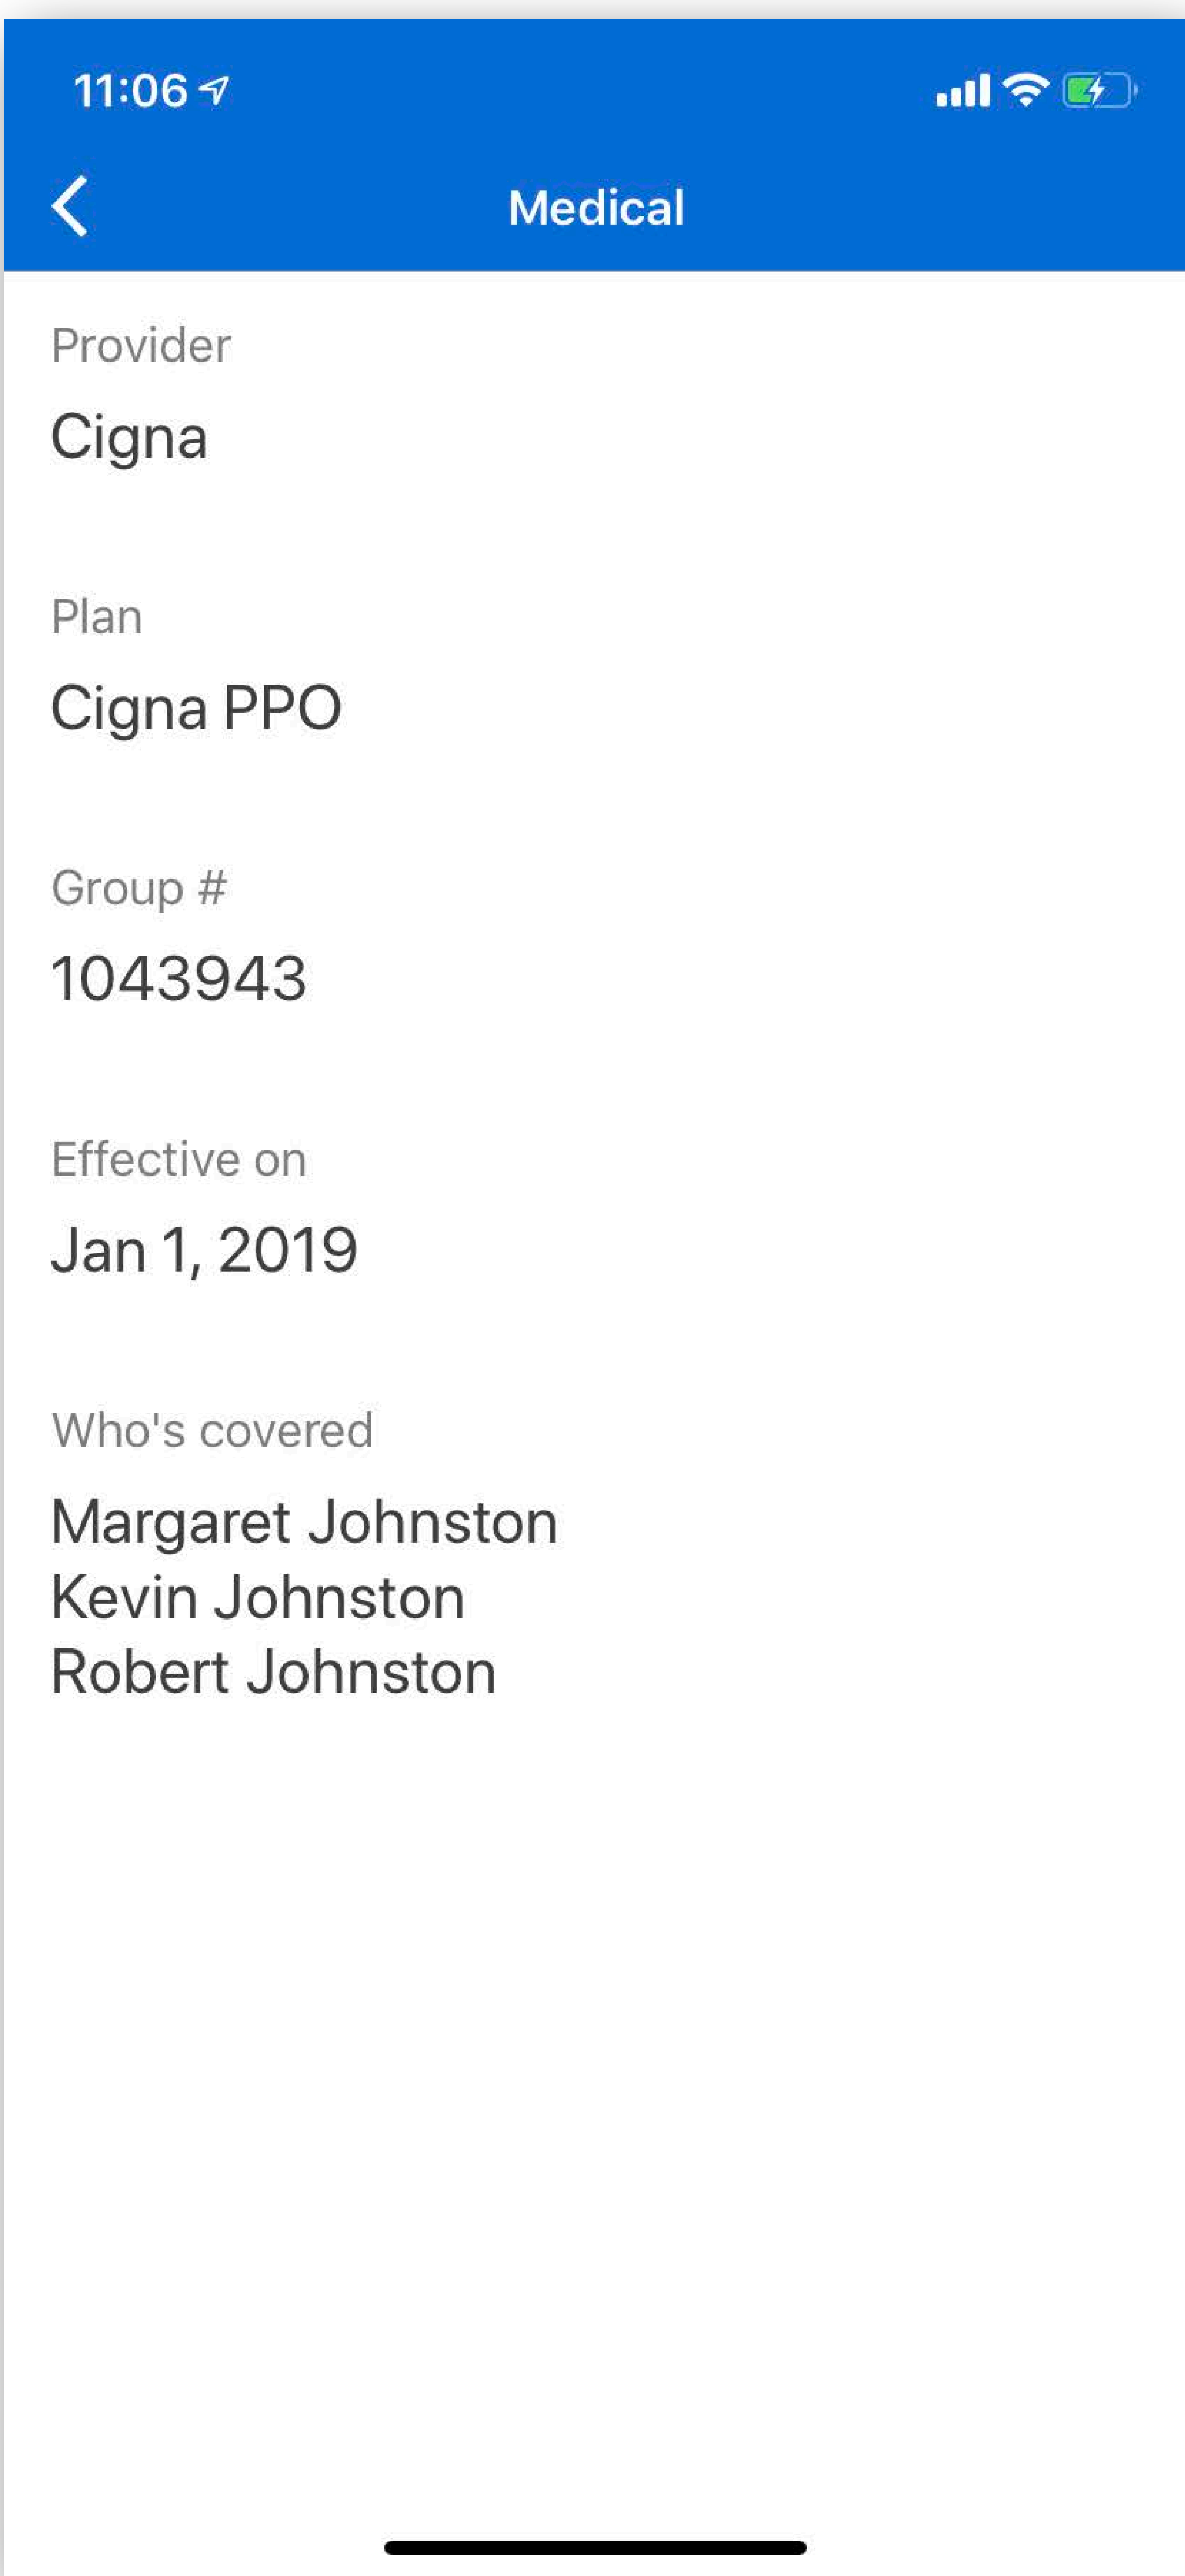 11:06
Medical
Provider
Cigna
Plan
Cigna PPO
Group #
1043943
Effective on
Jan 1, 2019
Who's covered
Margaret Johnston
Kevin Johnston
Robert Johnston